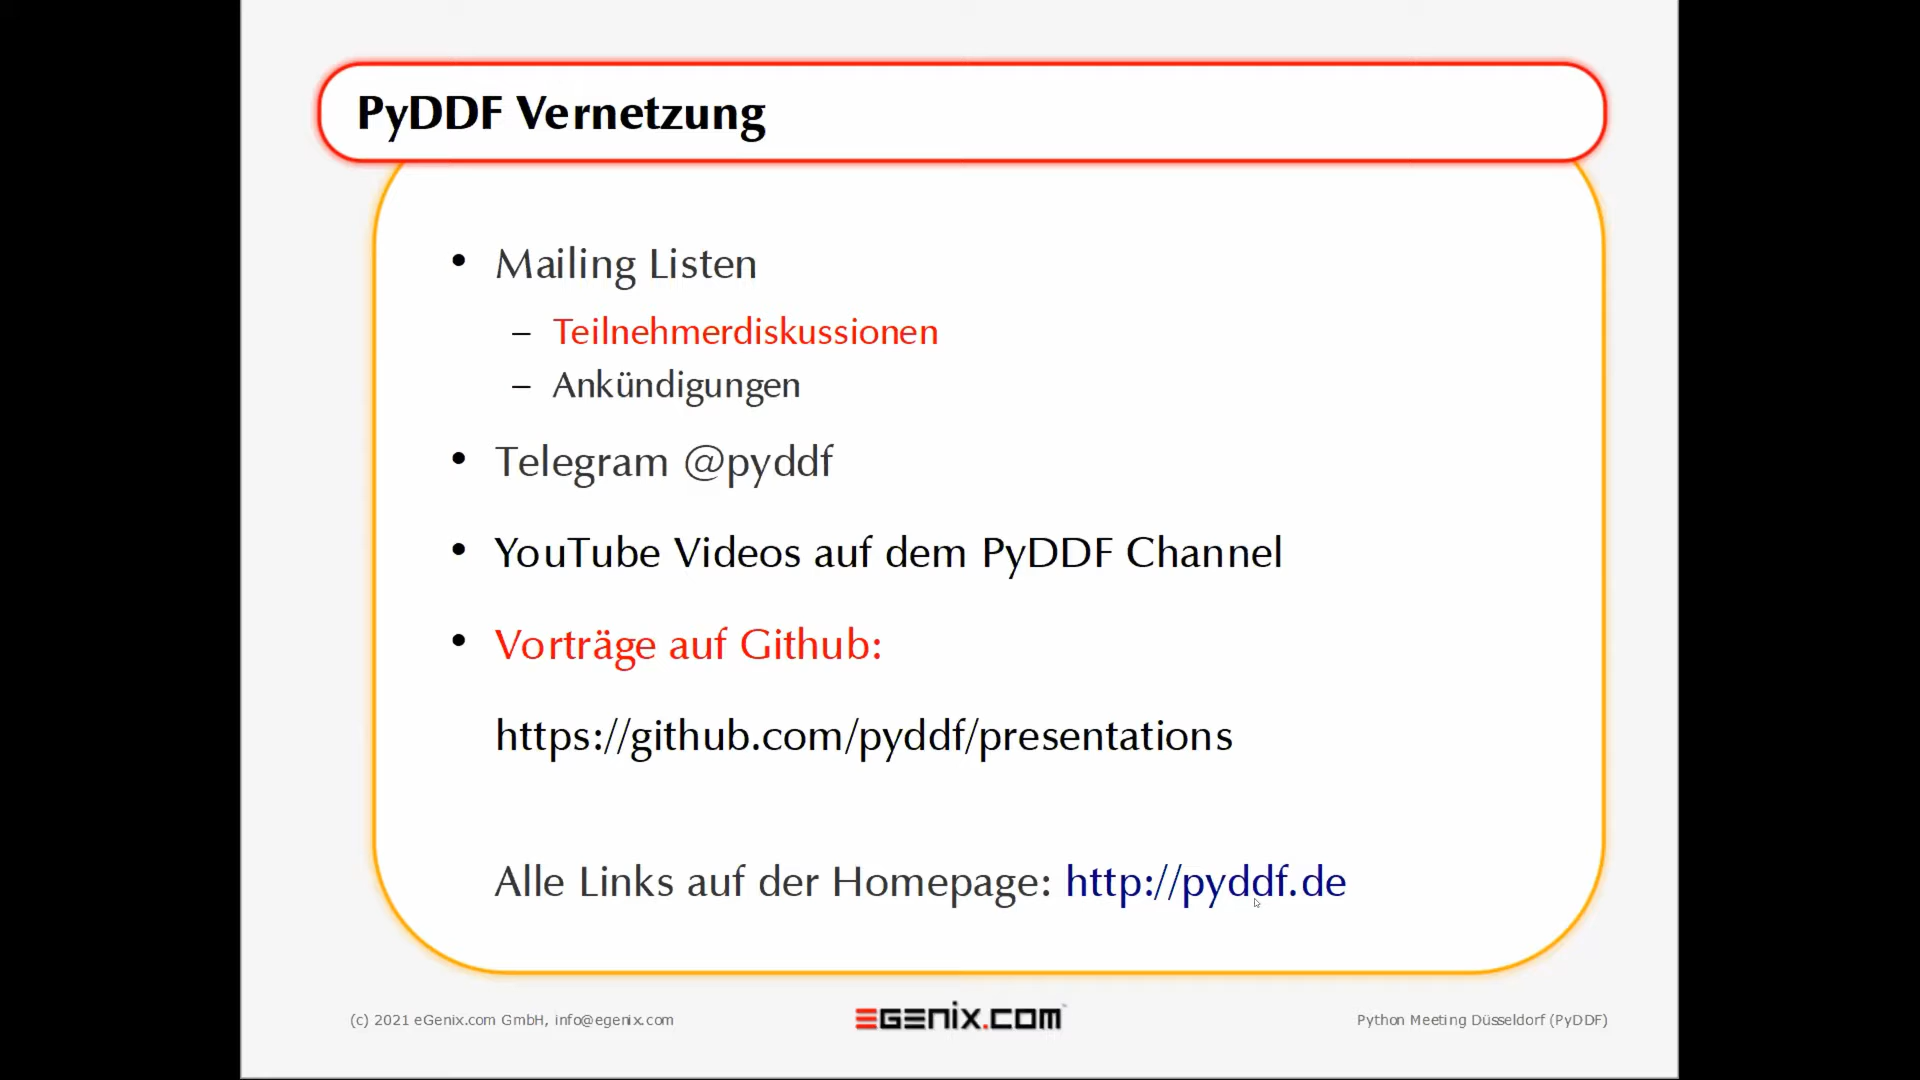 PyDDF Vernetzung
• Mailing Listen
– Teilnehmerdiskussionen
– Ankündigungen
• Telegram @pyddf
• YouTube Videos auf dem PyDDF Channel
• Vorträge auf Github:
https://github.com/pyddf/presentations
Alle Links auf der Homepage: http://pyddf.de
(c) 2021 eGenix.com GmbH, info@egenix.com
EGENIX.COM
Python Meeting Düsseldorf (PyDDF)